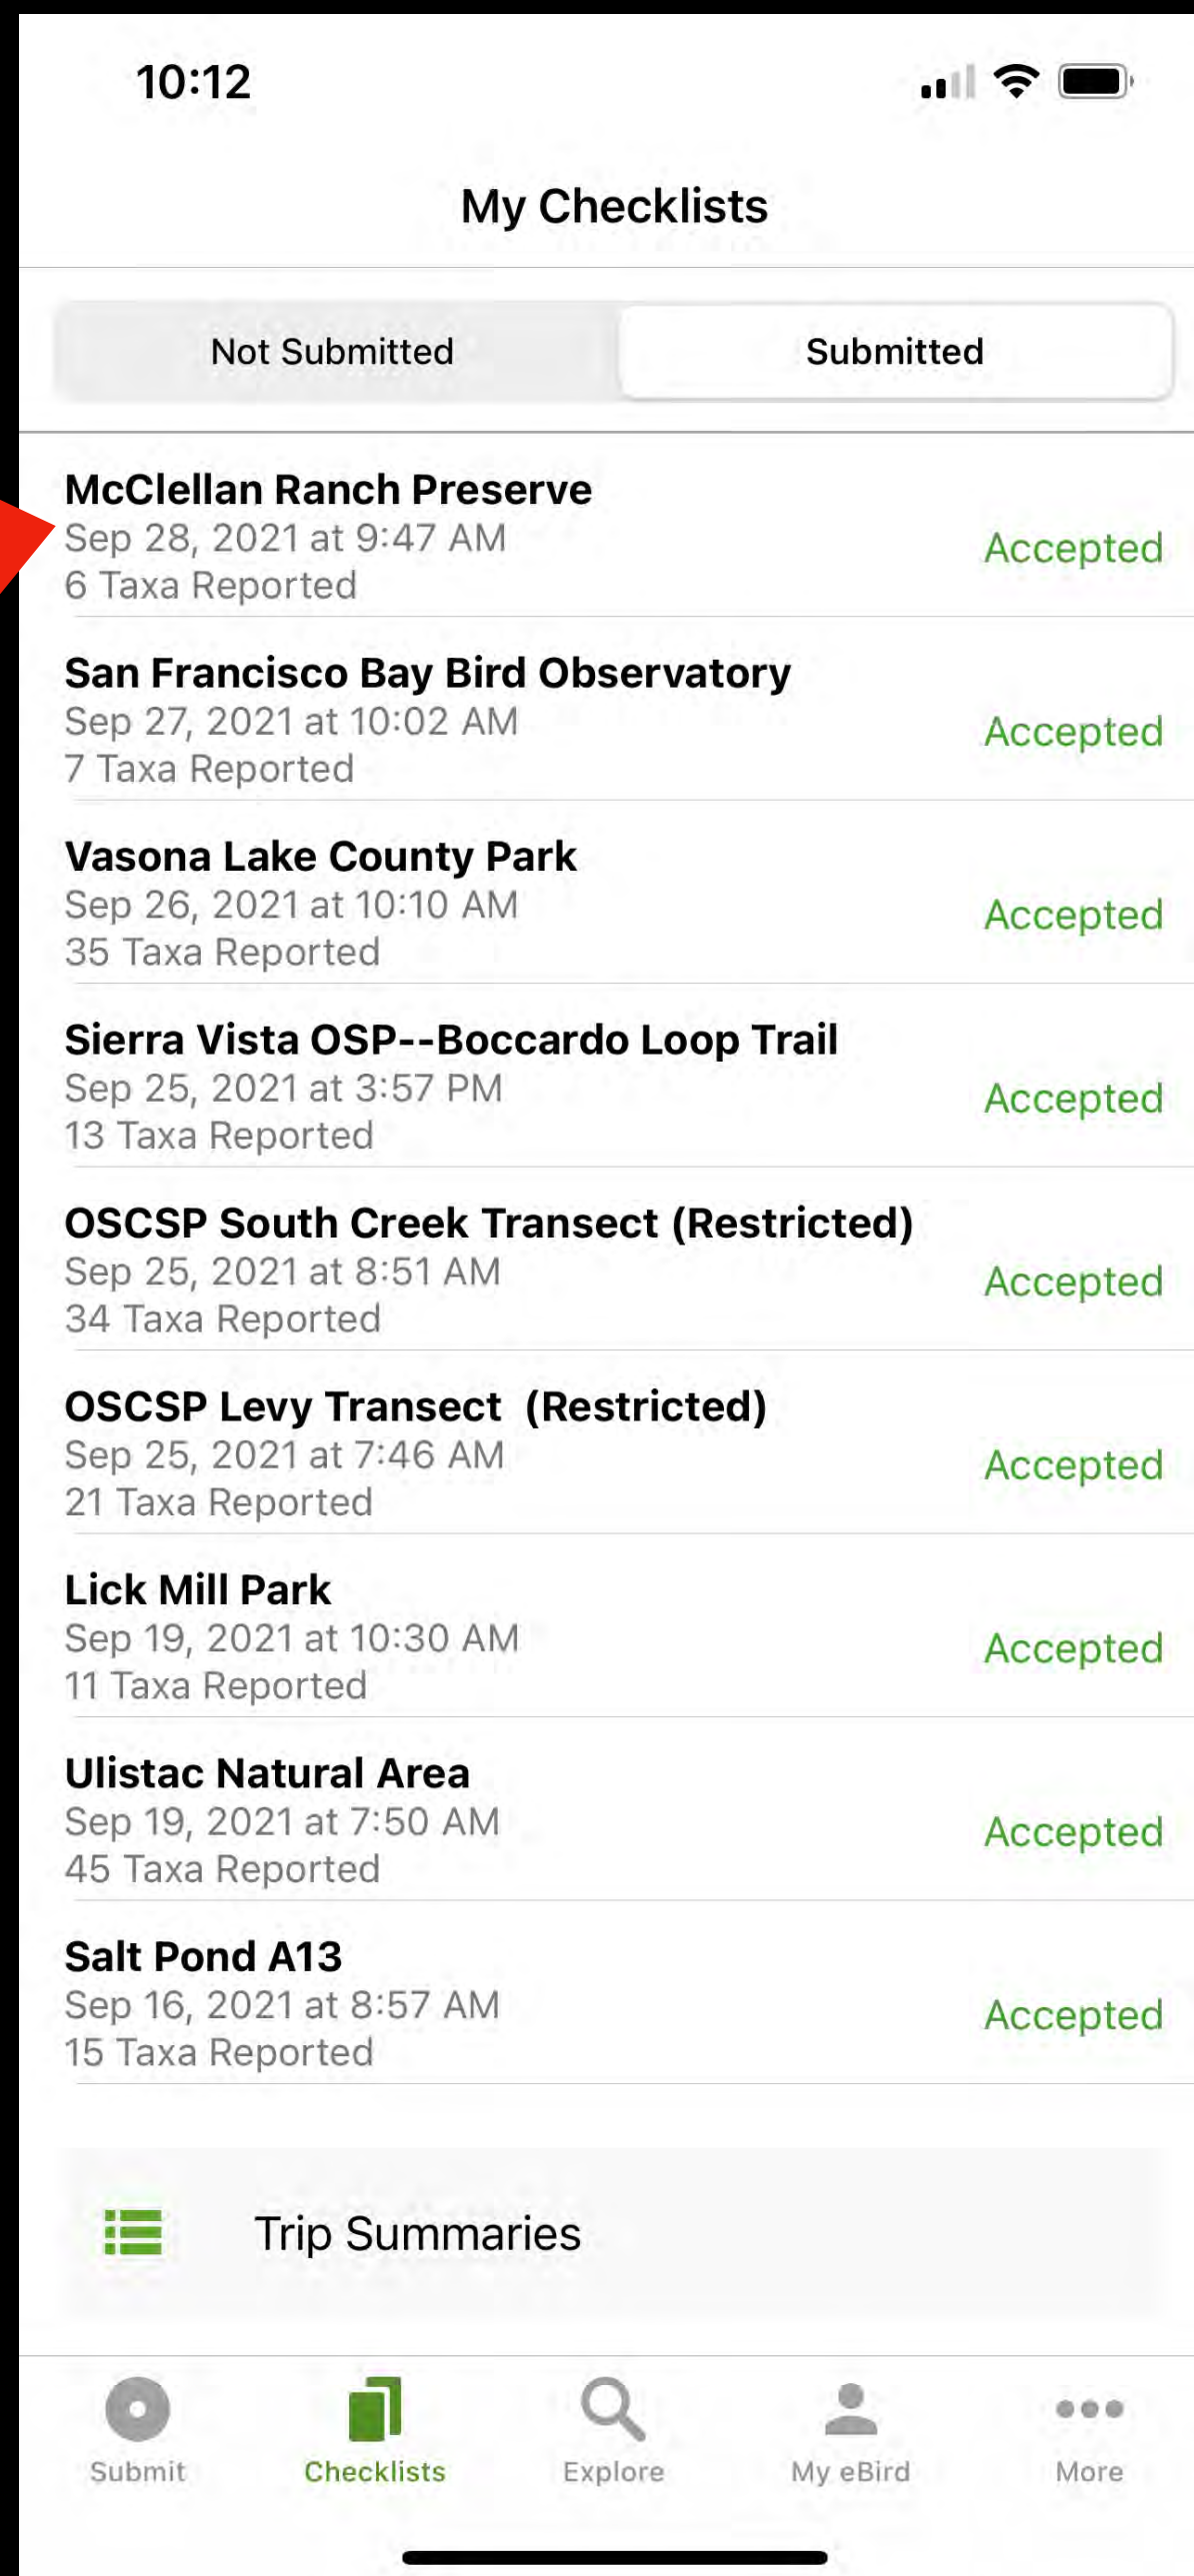 10:12
My Checklists
Not Submitted
Submitted
McClellan Ranch Preserve
Sep 28, 2021 at 9:47 AM
6 Taxa Reported
Accepted
San Francisco Bay Bird Observatory
Sep 27, 2021 at 10:02 AM
7 Taxa Reported
Accepted
Vasona Lake County Park
Sep 26, 2021 at 10:10 AM
35 Taxa Reported
Accepted
Sierra Vista OSP--Boccardo Loop Trail
Sep 25, 2021 at 3:57 PM
13 Taxa Reported
Accepted
OSCSP South Creek Transect (Restricted)
Sep 25, 2021 at 8:51 AM
34 Taxa Reported
Accepted
OSCSP Levy Transect  (Restricted)
Sep 25, 2021 at 7:46 AM
21 Taxa Reported
Accepted
Lick Mill Park
Sep 19, 2021 at 10:30 AM
11 Taxa Reported
Accepted
Ulistac Natural Area
Sep 19, 2021 at 7:50 AM
45 Taxa Reported
Accepted
Salt Pond A13
Sep 16, 2021 at 8:57 AM
15 Taxa Reported
Accepted
Trip Summaries
Submit
Checklists
Explore
My eBird
More